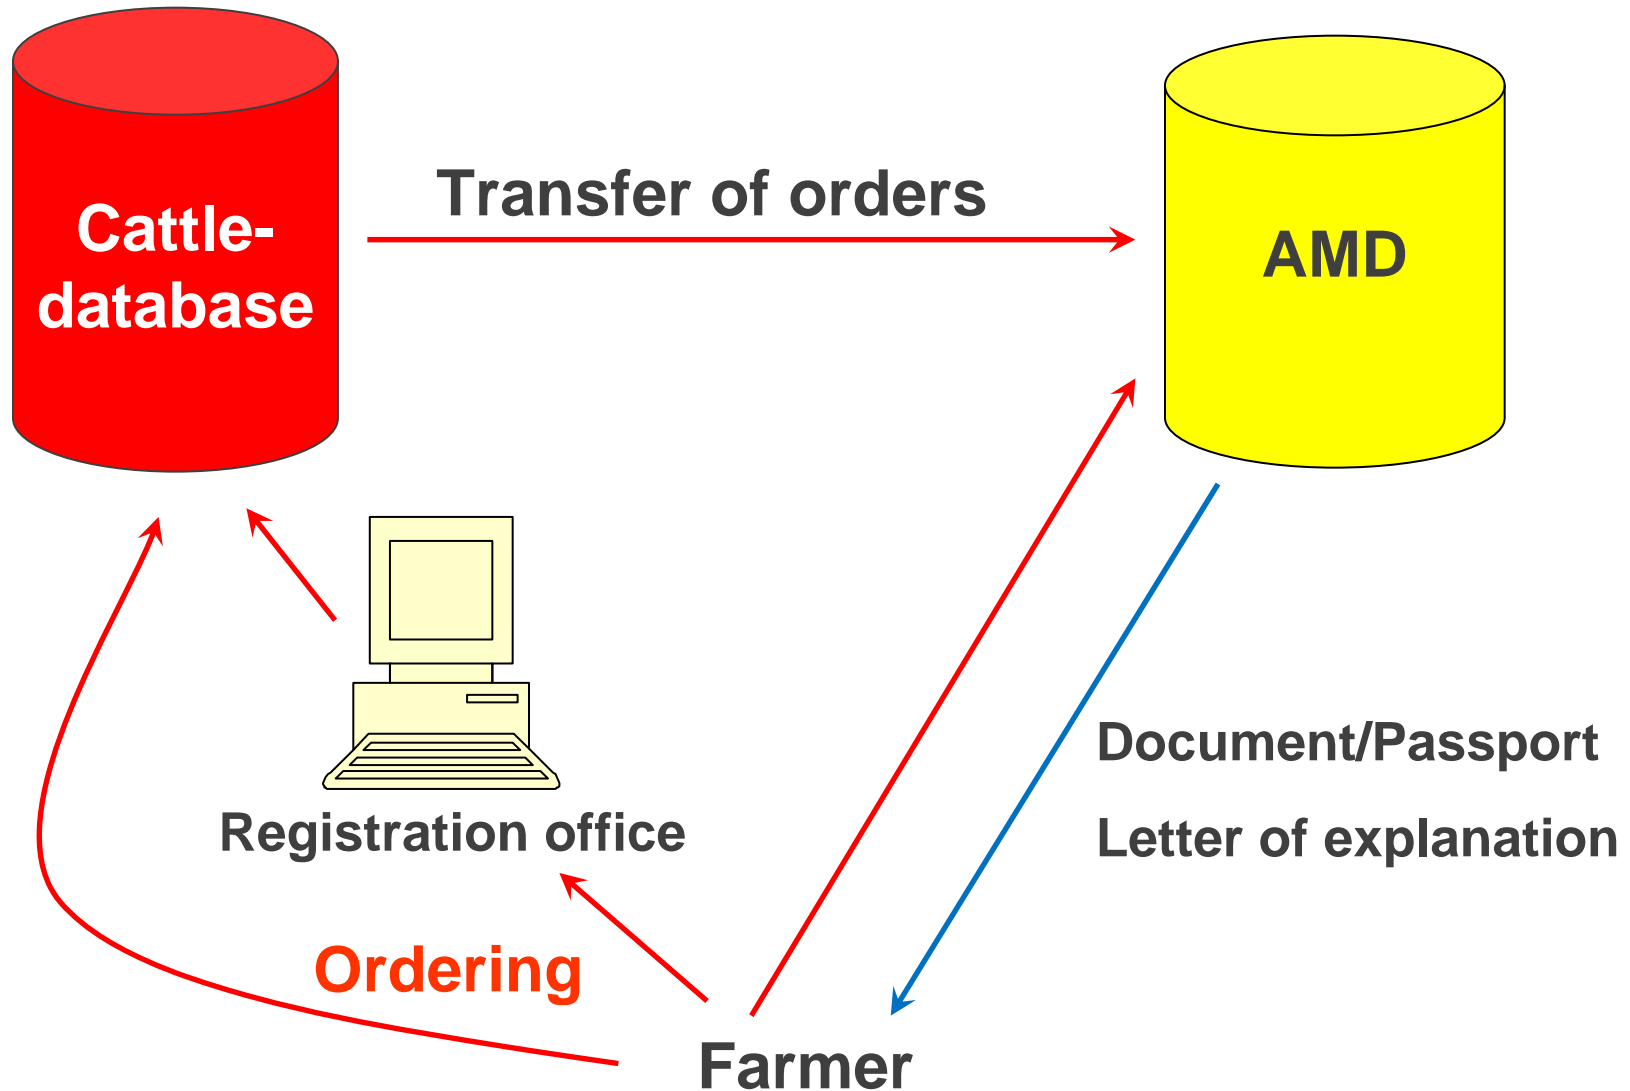 Cattle-
database
Transfer of orders
AMD
Document/Passport
Letter of explanation
Registration office
Ordering
Farmer